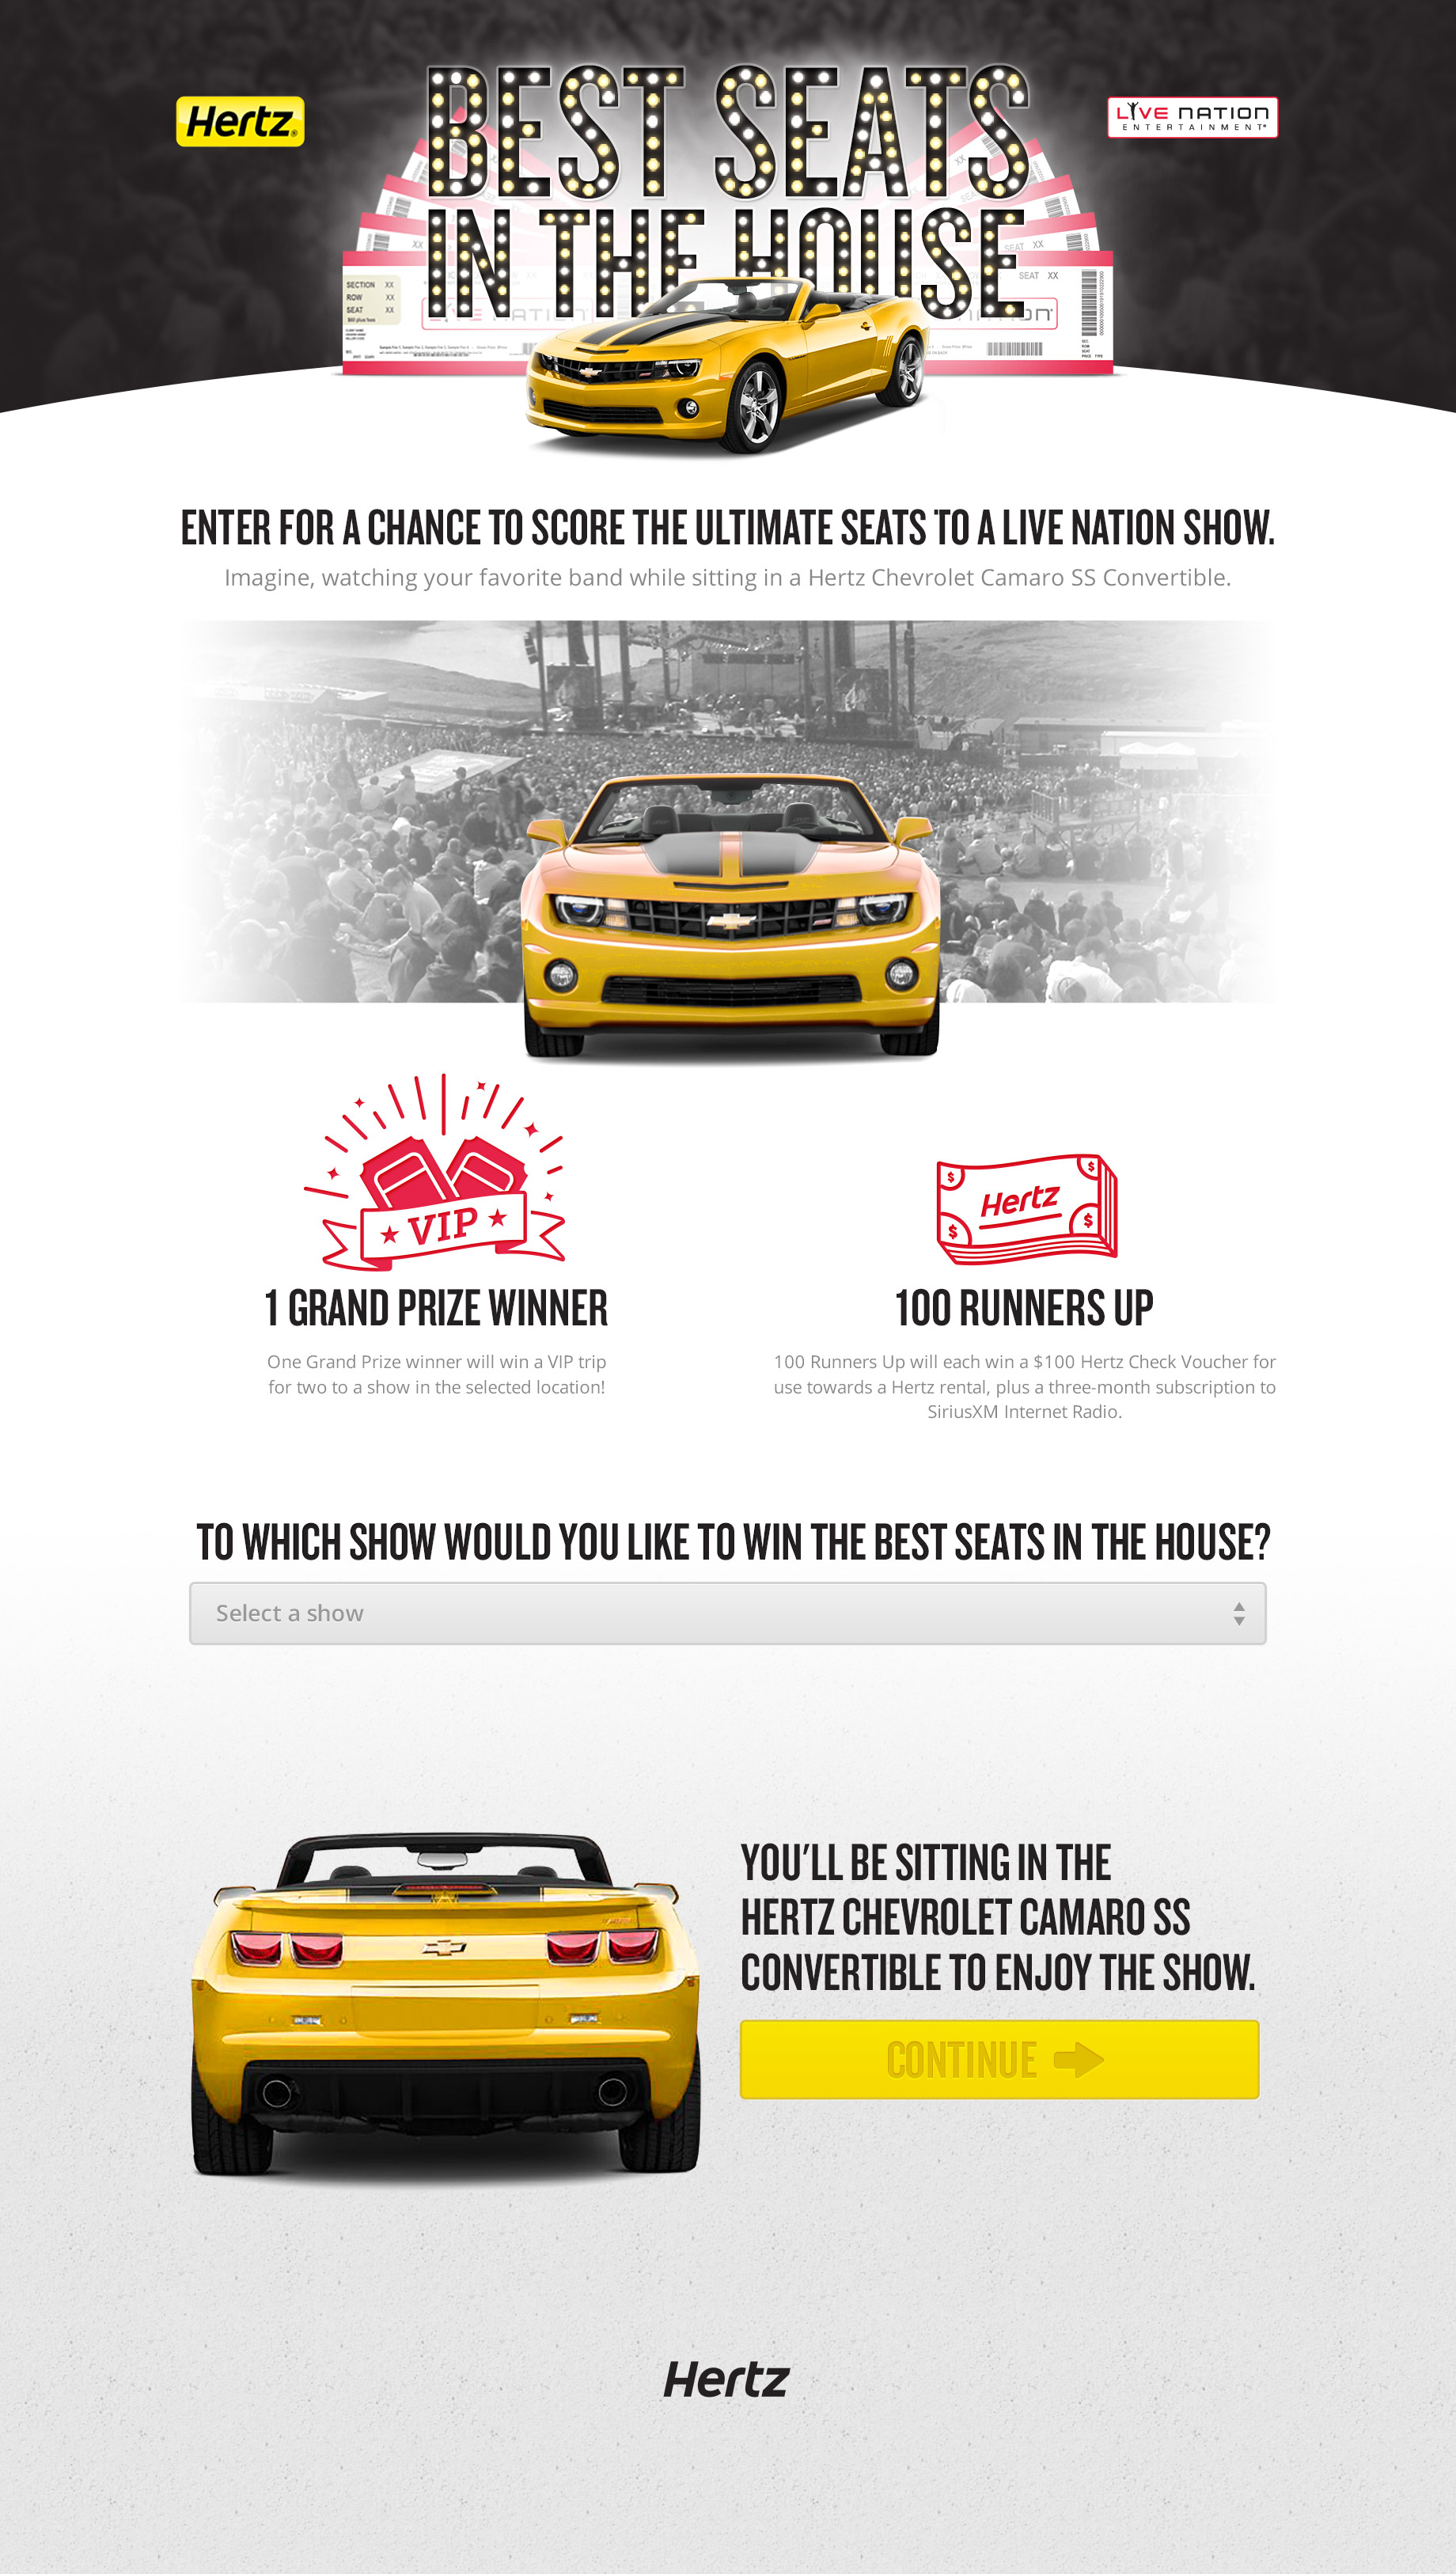 Hertz
BEST SEATS
IN THE HOUSE
LIVE NATION
ENTERTAINMENT
SECTION XX
ROW XX
SEAT XX
SEAT XX
SEAT XX
ENTER FOR A CHANCE TO SCORE THE ULTIMATE SEATS TO A LIVE NATION SHOW.
Imagine, watching your favorite band while sitting in a Hertz Chevrolet Camaro SS Convertible.
VIP
Hertz
1 GRAND PRIZE WINNER
100 RUNNERS UP
One Grand Prize winner will win a VIP trip
for two to a show in the selected location!
100 Runners Up will each win a $100 Hertz Check Voucher for
use towards a Hertz rental, plus a three-month subscription to
SiriusXM Internet Radio.
TO WHICH SHOW WOULD YOU LIKE TO WIN THE BEST SEATS IN THE HOUSE?
Select a show
YOU'LL BE SITTING IN THE
HERTZ CHEVROLET CAMARO SS
CONVERTIBLE TO ENJOY THE SHOW.
CONTINUE
Hertz